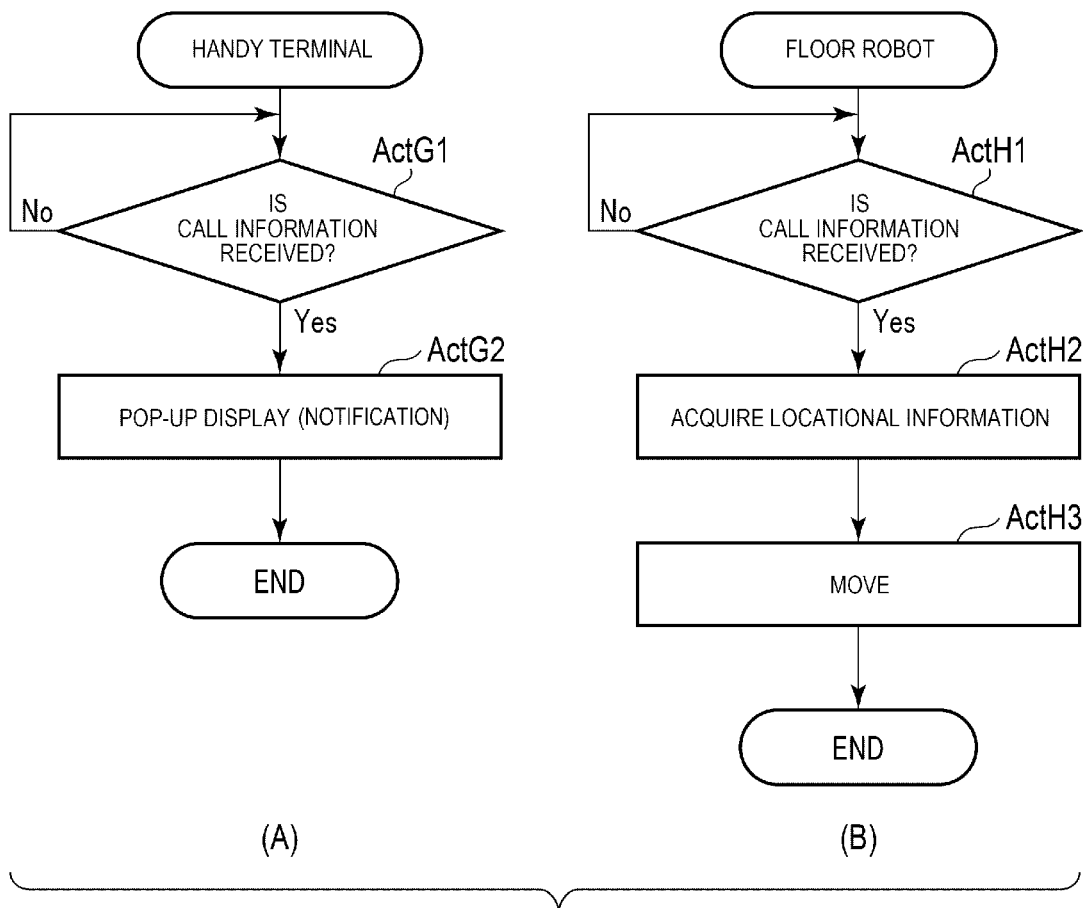 HANDY TERMINAL
ActG1
IS
CALL INFORMATION
RECEIVED?
No
Yes
ActG2
POP-UP DISPLAY (NOTIFICATION)
END
(A)
FLOOR ROBOT
ActH1
IS
CALL INFORMATION
RECEIVED?
No
Yes
ActH2
ACQUIRE LOCATIONAL INFORMATION
ActH3
MOVE
END
(B)